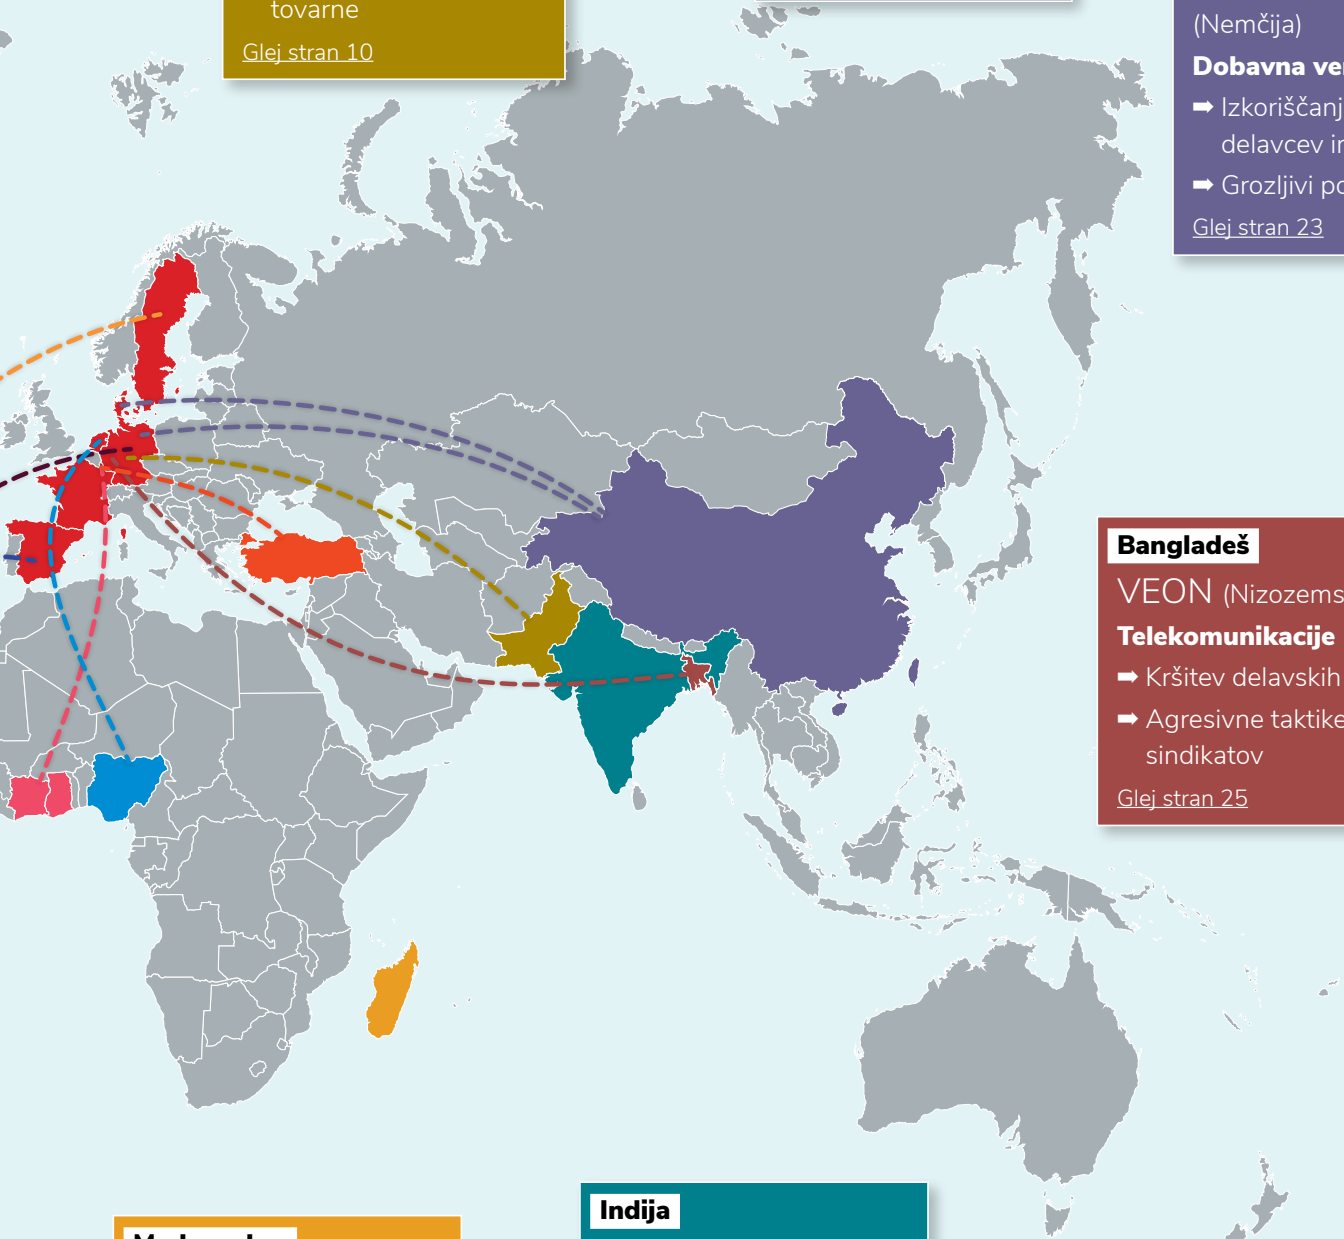 tovarne
Glej stran 10
(Nemčija)
Dobavna
➡ Izkoriščanj
delavcev
➡ Grozljivi
Glej stran 23
Bangladeš
VEON (Nizozems
Telekomunikacije
➡ Kršitev delavskih
➡ Agresivne taktike
sindikatov
Glej stran 25
Indija